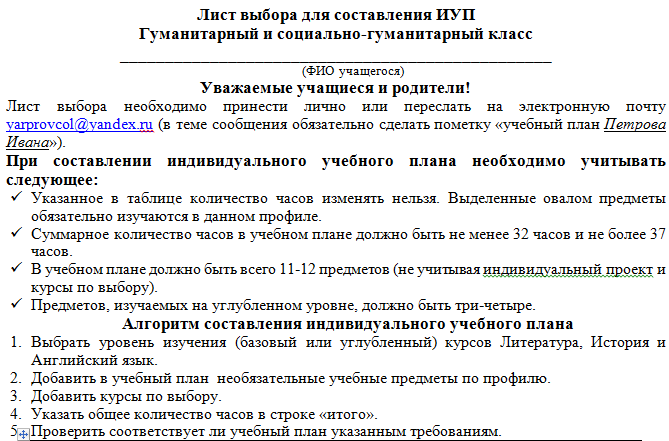 Лист выбора для составления ИУП
Гуманитарный и социально-гуманитарный класс
(ФИО учащегося)
Уважаемые учащиеся и родители!
Лист выбора необходимо принести лично или переслать на электронную почту
yarprovcol@yandex.ru (в теме сообщения обязательно сделать пометку «учебный план Петрова
Ивана»).
При составлении индивидуального учебного плана необходимо учитывать
следующее:
✓ Указанное в таблице количество часов изменять нельзя. Выделенные овалом предметы
обязательно изучаются в данном профиле.
✓ Суммарное количество часов в учебном плане должно быть не менее 32 часов и не более 37
часов.
✓ В учебном плане должно быть всего 11-12 предметов (не учитывая индивидуальный проект и
курсы по выбору).
✓ Предметов, изучаемых на углубленном уровне, должно быть три-четыре.
Алгоритм составления индивидуального учебного плана
1. Выбрать уровень изучения (базовый или углубленный) курсов Литература, История и
Английский язык.
2. Добавить в учебный план необязательные учебные предметы по профилю.
3. Добавить курсы по выбору.
4. Указать общее количество часов в строке «итого».
5. Проверить соответствует ли учебный план указанным требованиям.